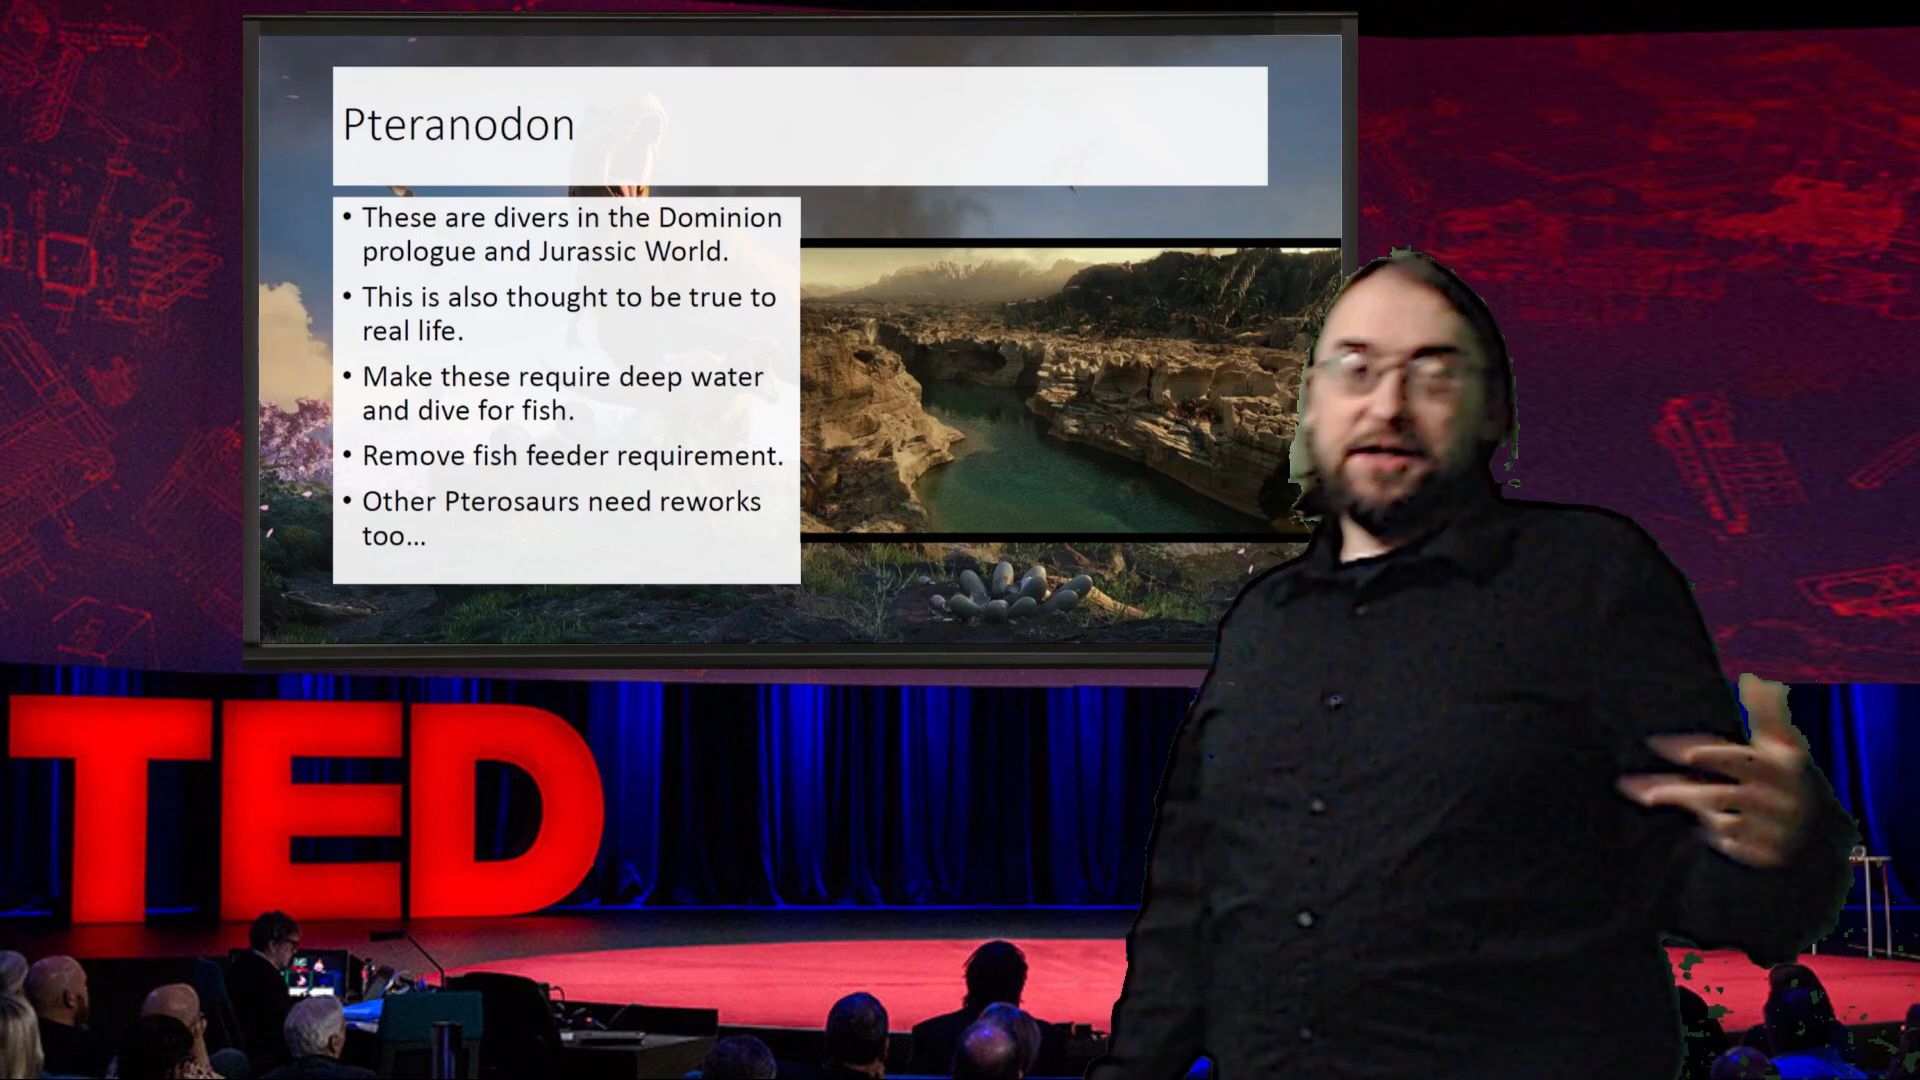 Pteranodon
• These are divers in the Dominion
prologue and Jurassic World.
• This is also thought to be true to
real life.
• Make these require deep water
and dive for fish.
• Remove fish feeder requirement.
• Other Pterosaurs need reworks
too...
TED